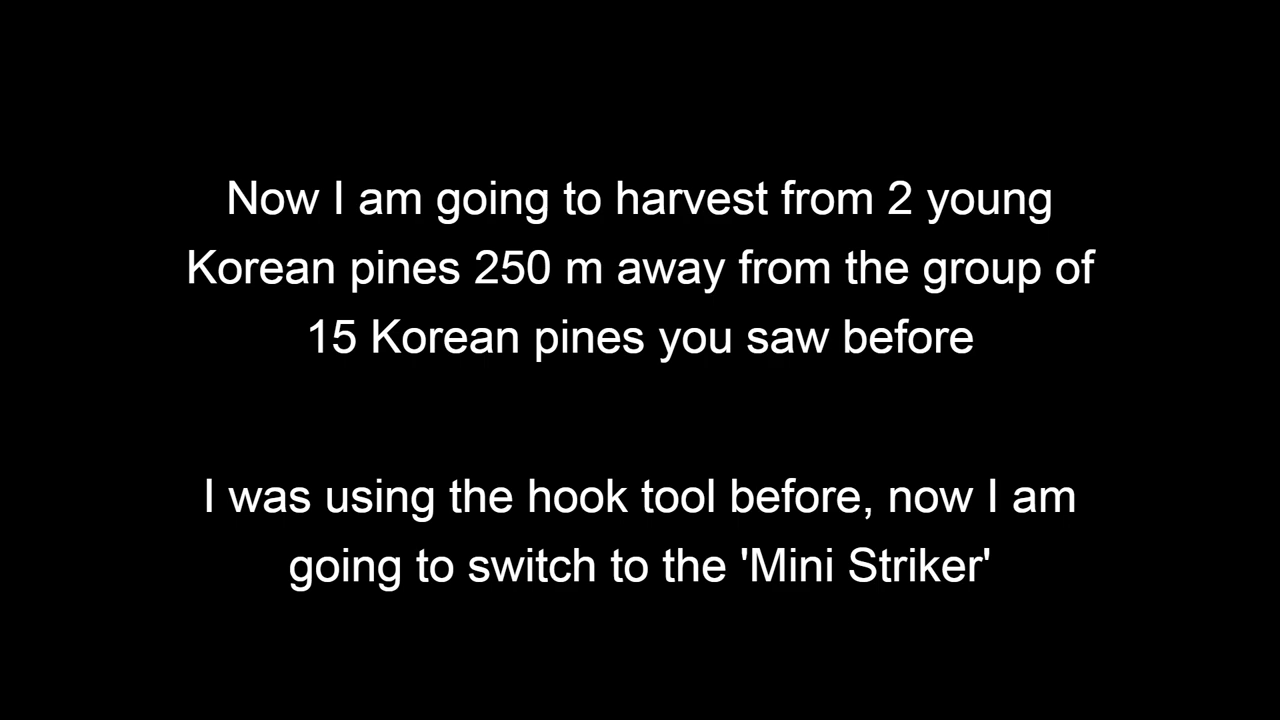 Now I am going to harvest from 2 young
Korean pines 250 m away from the group of
15 Korean pines you saw before
I was using the hook tool before, now I am
going to switch to the 'Mini Striker'